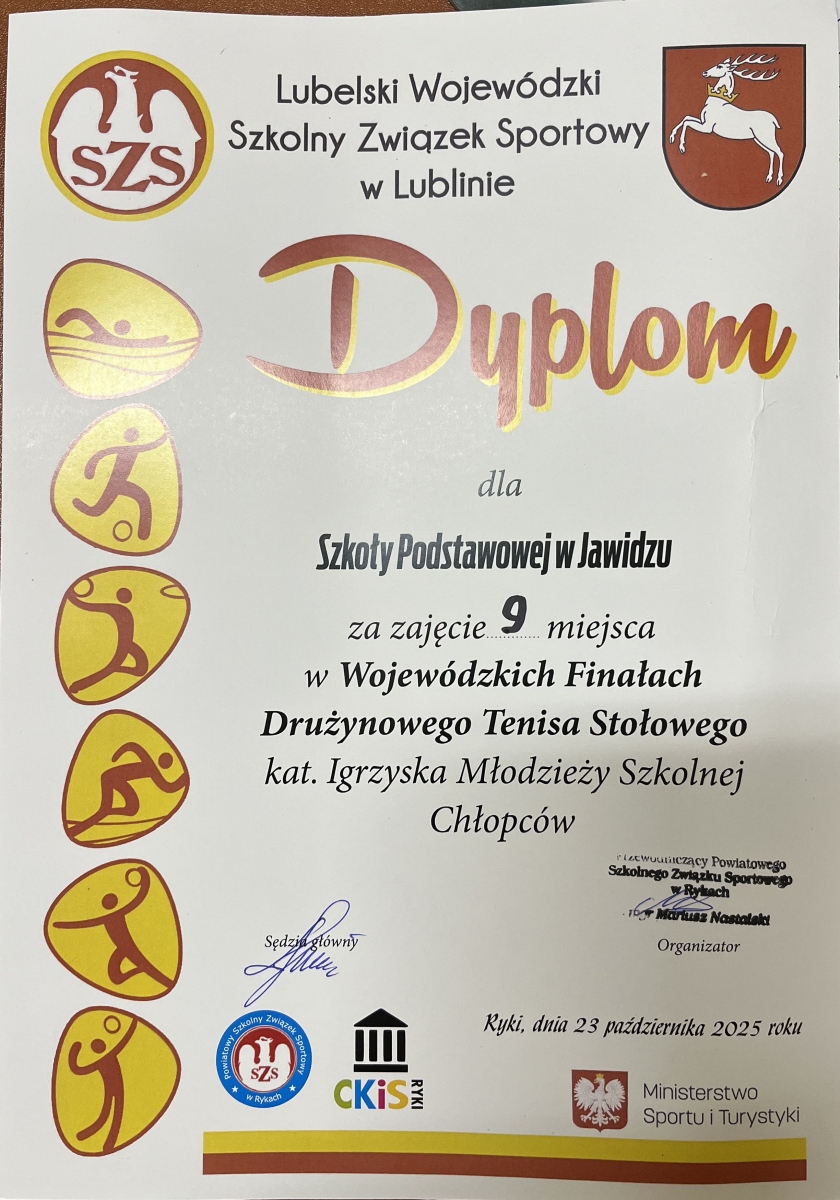 Lubelski Wojewódzki
Szkolny Związek Sportowy
w Lublinie
SZS
Dyplom
dla
Szkoły Podstawowej w Jawidzu
za zajęcie 9 miejsca
w Wojewódzkich Finałach
Drużynowego Tenisa Stołowego
kat. Igrzyska Młodzieży Szkolnej
Chłopców
Przewodniczący Powiatowego
Szkolnego Związku Sportowego
w Rykach
Mariusz Nastalski
Sędzia główny
Organizator
Ryki, dnia 23 października 2025 roku
Powiatowy Szkolny Związek Sportowy
SZS
w Rykach
CKiS RYKI
Ministerstwo
Sportu i Turystyki